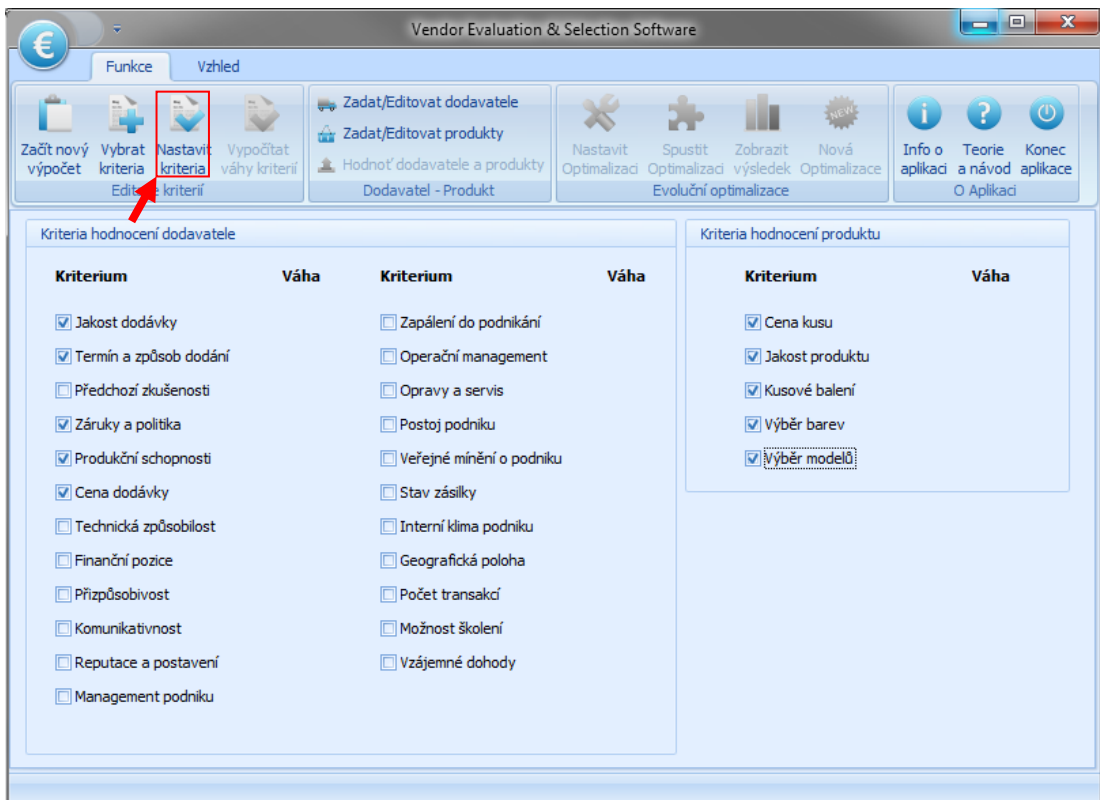 €
Vendor Evaluation & Selection Software
Funkce Vzhled
Začít nový výpočet
Vybrat kriteria
Nastavit kriteria
Vypočítat váhy kriterií
Zadat/Editovat dodavatele
Zadat/Editovat produkty
Hodnoť dodavatele a produkty
Nastavit Optimalizaci
Spustit Optimalizaci
Zobrazit výsledek
NEW
Nová Optimalizace
Info o aplikaci
Teorie a návod
Konec aplikace
kriterií
Dodavatel - Produkt
Evoluční optimalizace
O Aplikaci
Kriteria hodnocení dodavatele
Kriterium Váha Kriterium Váha
Jakost dodávky
Termín a způsob dodání
Předchozí zkušenosti
Záruky a politika
Produkční schopnosti
Cena dodávky
Technická způsobilost
Finanční pozice
Přizpůsobivost
Komunikativnost
Reputace a postavení
Management podniku
Zapálení do podnikání
Operační management
Opravy a servis
Postoj podniku
Veřejné mínění o podniku
Stav zásilky
Interní klima podniku
Geografická poloha
Počet transakcí
Možnost školení
Vzájemné dohody
Kriteria hodnocení produktu
Kriterium Váha
Cena kusu
Jakost produktu
Kusové balení
Výběr barev
Výběr modelů